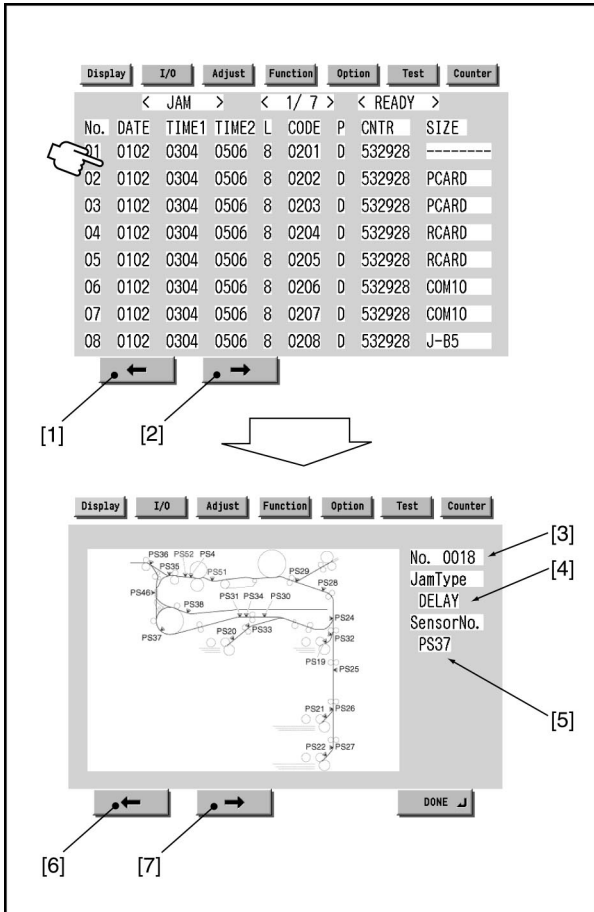 Display I/O Adjust Function Option Test Counter
< JAM > < 1/ 7 > < READY >
No. DATE TIME1 TIME2 L CODE P CNTR SIZE
01 0102 0304 0506 8 0201 D 532928 --------
02 0102 0304 0506 8 0202 D 532928 PCARD
03 0102 0304 0506 8 0203 D 532928 PCARD
04 0102 0304 0506 8 0204 D 532928 RCARD
05 0102 0304 0506 8 0205 D 532928 RCARD
06 0102 0304 0506 8 0206 D 532928 COM10
07 0102 0304 0506 8 0207 D 532928 COM10
08 0102 0304 0506 8 0208 D 532928 J-B5
[1] [2]
Display I/O Adjust Function Option Test Counter
[3]
No. 0018
JamType
[4]
DELAY
SensorNo.
PS37
[5]
PS36 PS52 PS4
PS35 PS51 PS29
PS28
PS46 PS31 PS34 PS30
PS38
PS24
PS37 PS20 PS33 PS32
PS19
PS25
PS21 PS26
PS22 PS27
DONE
[6] [7]